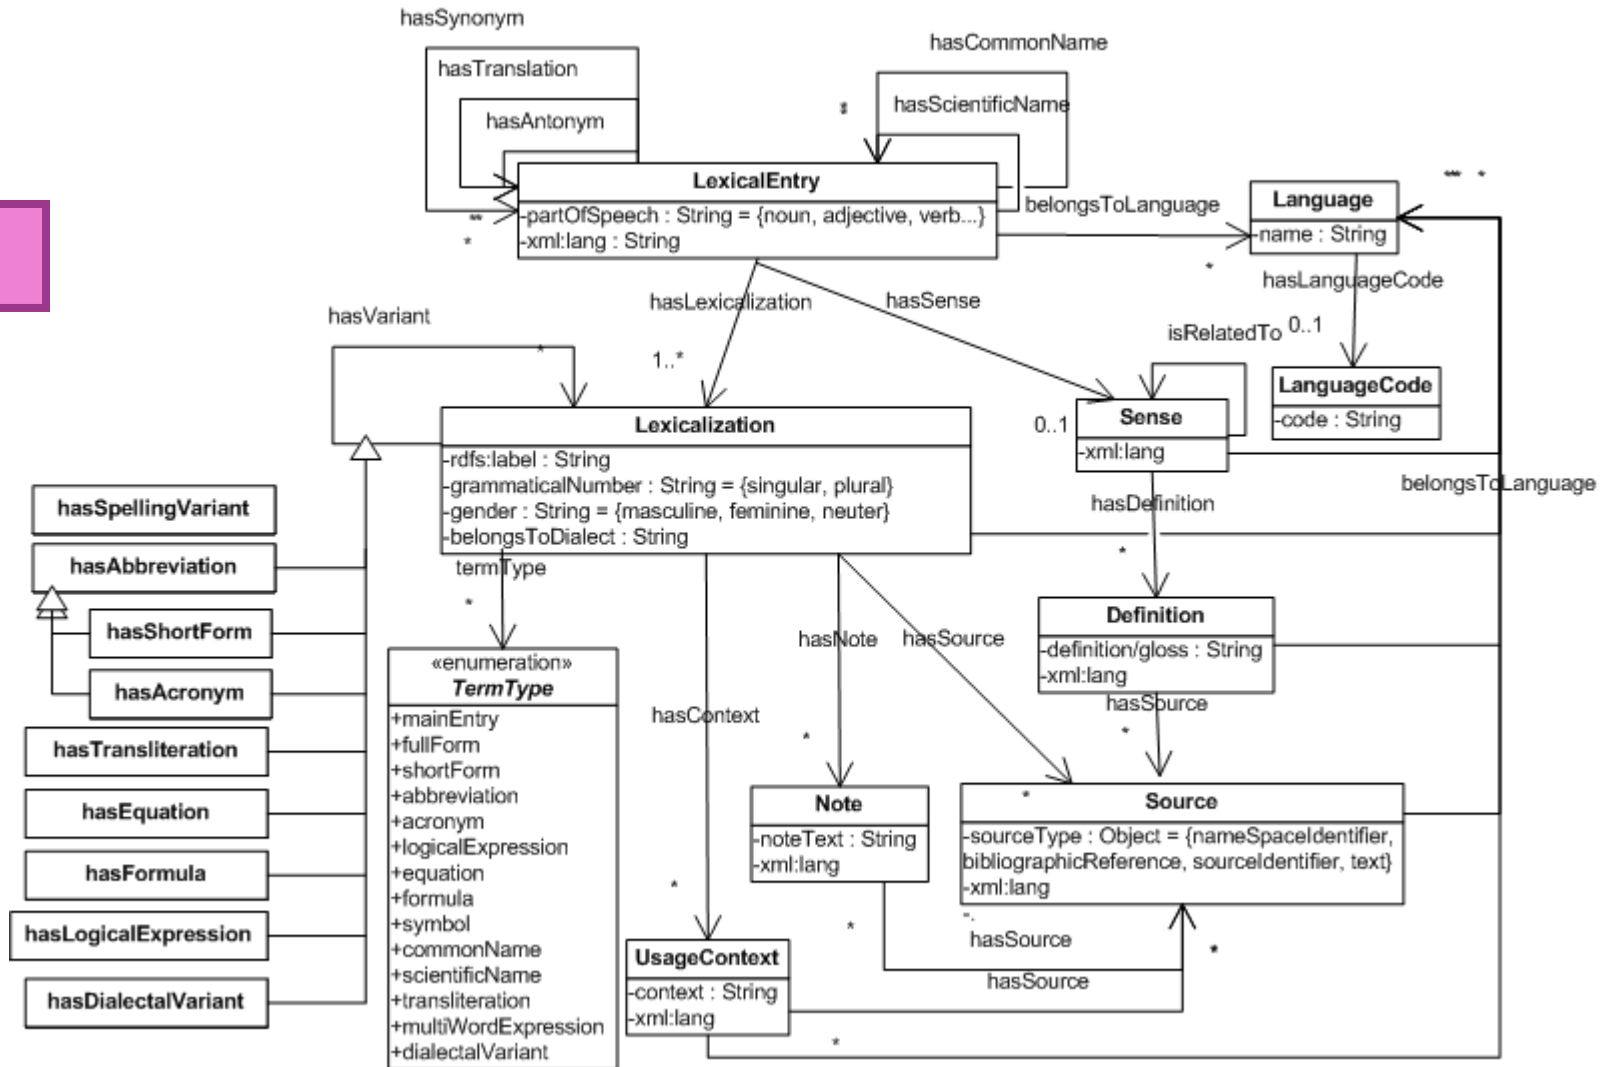 hasSynonym
hasTranslation
hasAntonym
hasCommonName
hasScientificName
*
LexicalEntry
-partOfSpeech : String = {noun, adjective, verb...}
-xml:lang : String
**
*
belongsToLanguage
*
Language
-name : String
*** *
hasLanguageCode
0..1
LanguageCode
-code : String
hasLexicalization
1..*
hasSense
isRelatedTo
0..1
Sense
-xml:lang
belongsToLanguage
hasVariant
*
Lexicalization
-rdfs:label : String
-grammaticalNumber : String = {singular, plural}
-gender : String = {masculine, feminine, neuter}
-belongsToDialect : String
hasDefinition
*
Definition
-definition/gloss : String
-xml:lang
hasSource
*
hasSpellingVariant
hasAbbreviation
hasShortForm
hasAcronym
hasTransliteration
hasEquation
hasFormula
hasLogicalExpression
hasDialectalVariant
termType
*
«enumeration»
TermType
+mainEntry
+fullForm
+shortForm
+abbreviation
+acronym
+logicalExpression
+equation
+formula
+symbol
+commonName
+scientificName
+transliteration
+multiWordExpression
+dialectalVariant
hasContext
*
hasNote
*
hasSource
*
Note
-noteText : String
-xml:lang
Source
-sourceType : Object = {nameSpaceIdentifier,
bibliographicReference, sourceIdentifier, text}
-xml:lang
-.
*
hasSource
*
hasSource
UsageContext
-context : String
-xml:lang
*